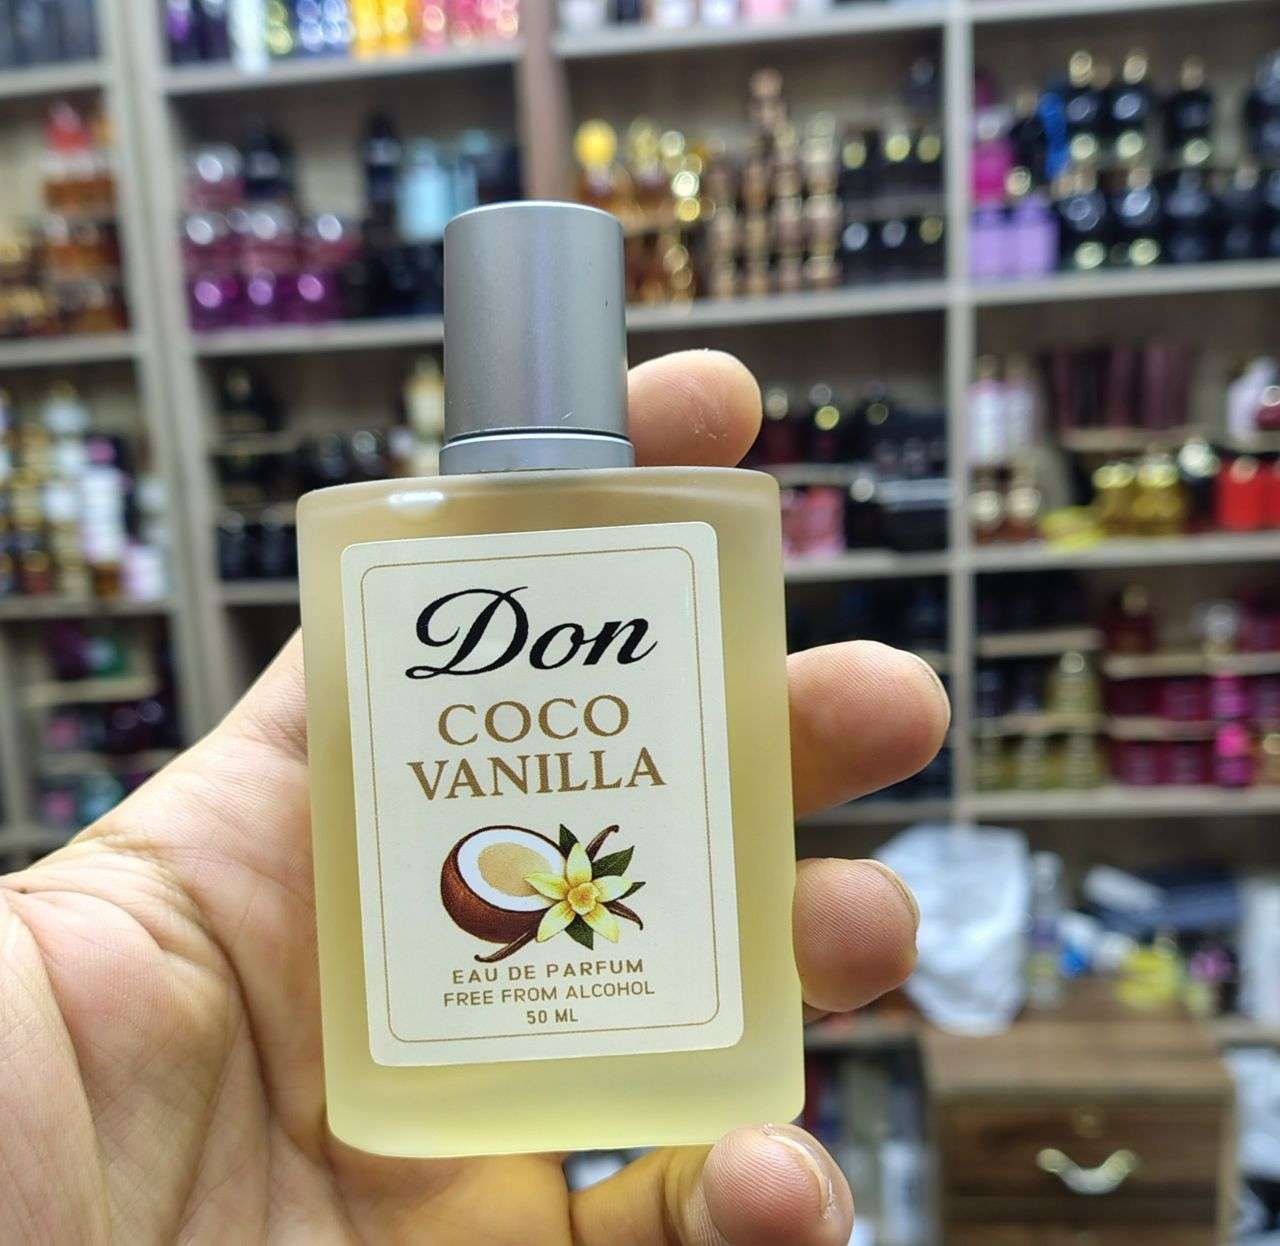 Don
COCO
VANILLA
EAU DE PARFUM
FREE FROM ALCOHOL
50 ML